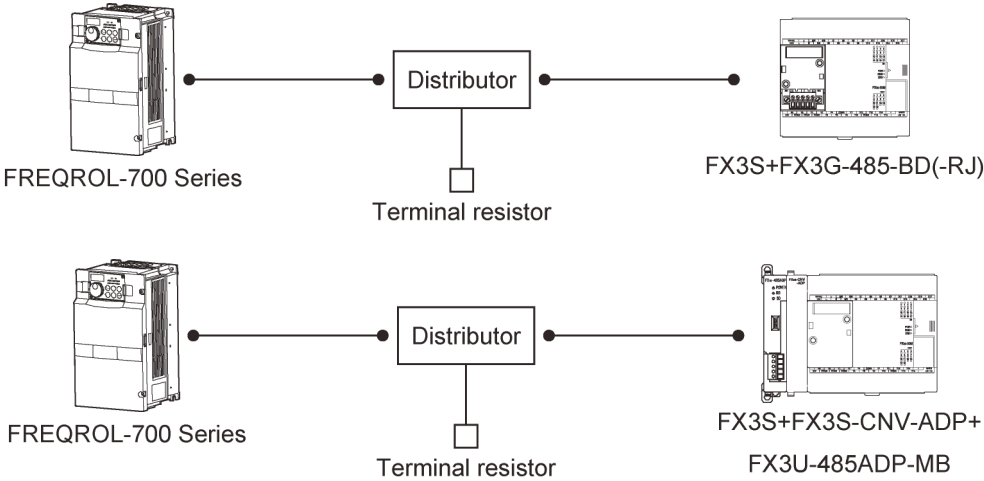 Distributor
FREQROL-700 Series
FX3S+FX3G-485-BD(-RJ)
Terminal resistor
Distributor
FREQROL-700 Series
FX3S+FX3S-CNV-ADP+
FX3U-485ADP-MB
Terminal resistor